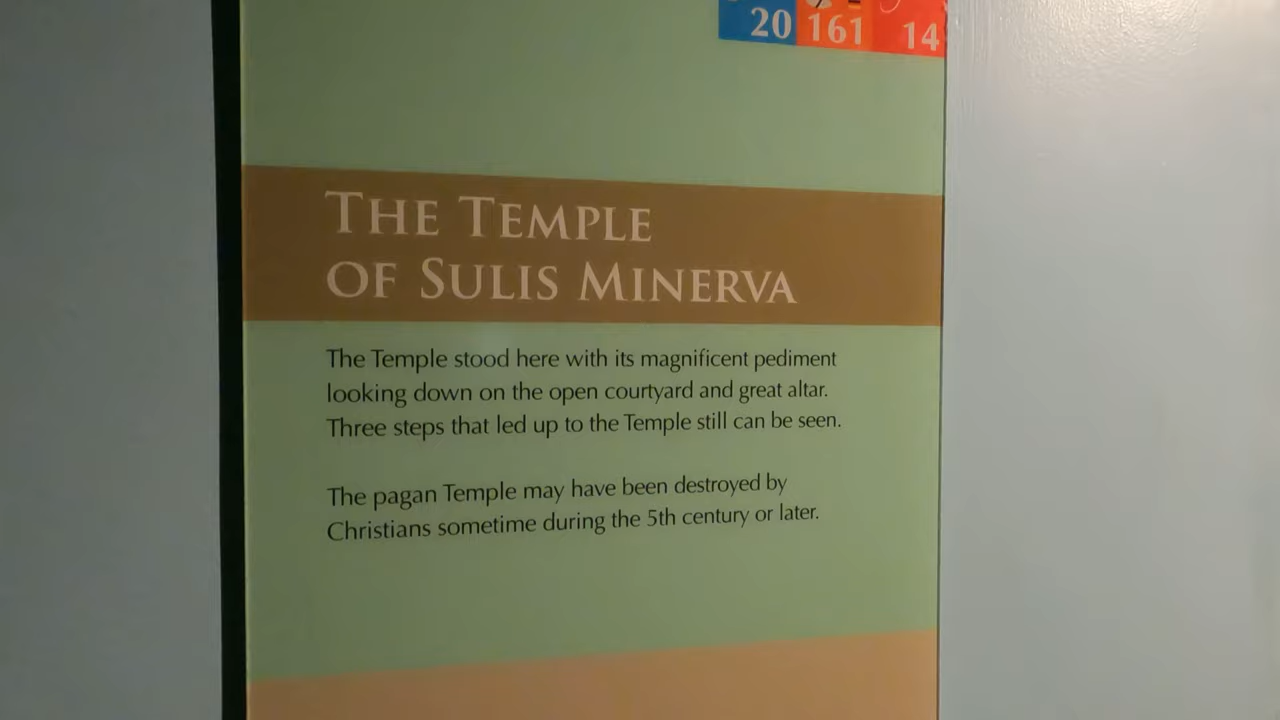 20 161 14
THE TEMPLE
OF SULIS MINERVA
The Temple stood here with its magnificent pediment
looking down on the open courtyard and great altar.
Three steps that led up to the Temple still can be seen.
The pagan Temple may have been destroyed by
Christians sometime during the 5th century or later.